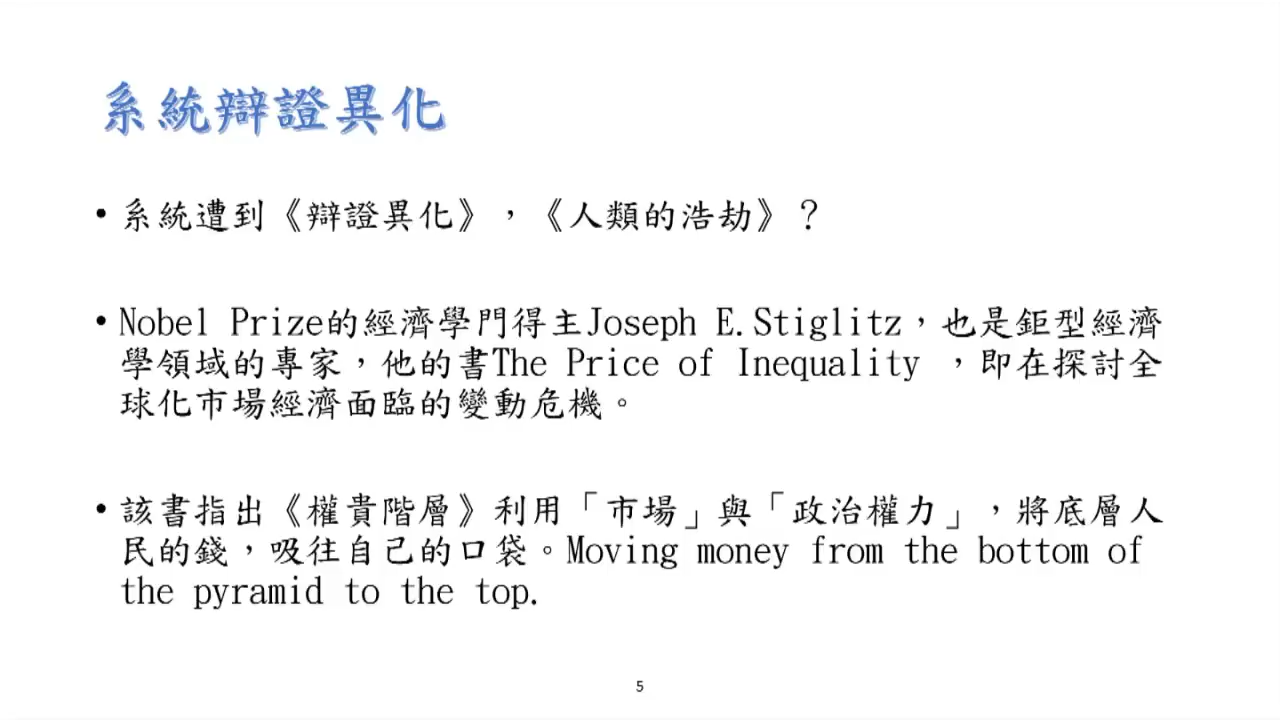 系統辯證異化
• 系統遭到《辯證異化》，《人類的浩劫》？
• Nobel Prize的經濟學門得主Joseph E.Stiglitz，也是鉅型經濟
學領域的專家，他的書The Price of Inequality ，即在探討全
球化市場經濟面臨的變動危機。
• 該書指出《權貴階層》利用「市場」與「政治權力」，將底層人
民的錢，吸往自己的口袋。Moving money from the bottom of
the pyramid to the top.
5